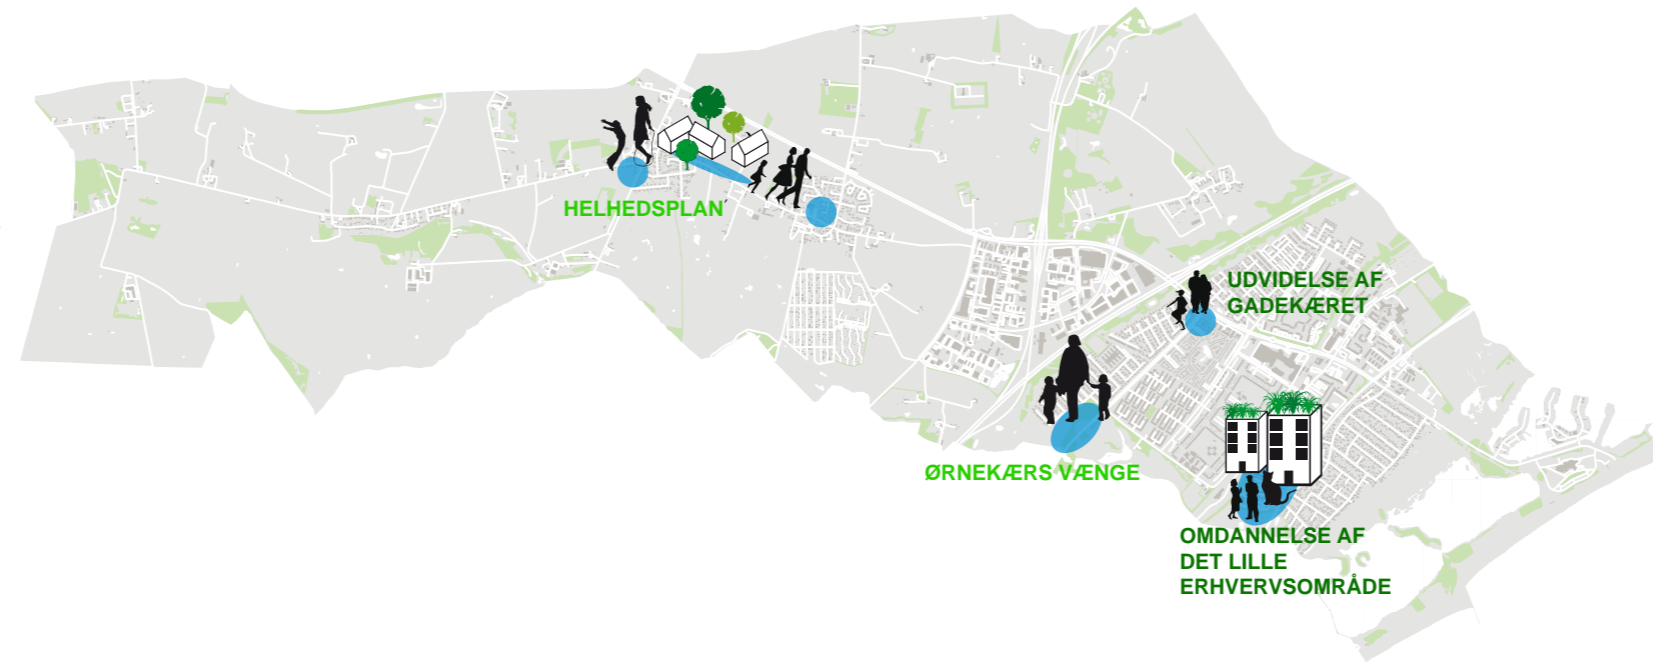 HELHEDSPLAN
UDVIDELSE AF
GADEKÆRET
ØRNEKÆRS VÆNGE
OMDANNELSE AF
DET LILLE
ERHVERVSOMRÅDE